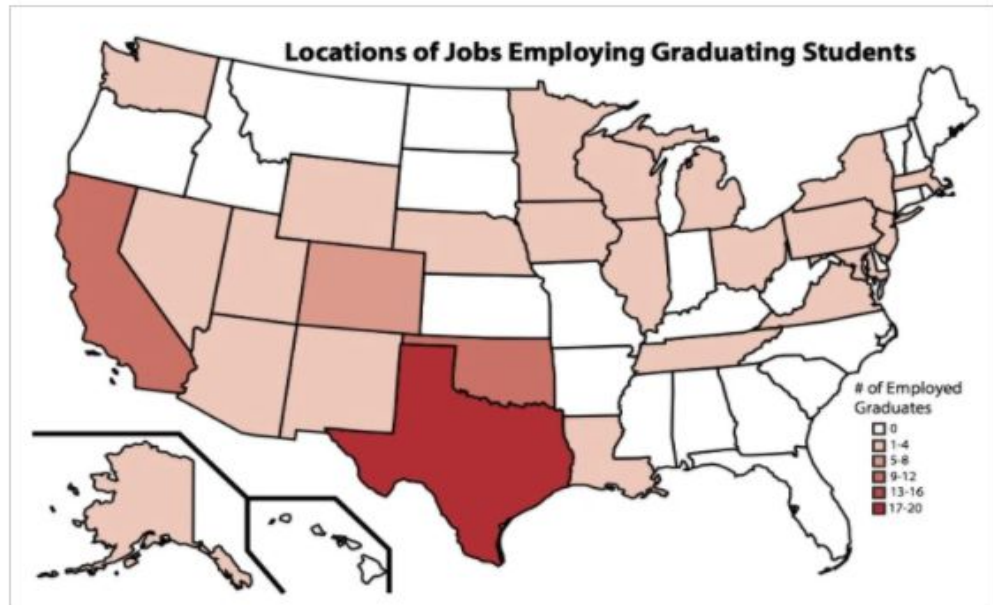 Locations of Jobs Employing Graduating Students
# of Employed
Graduates
0
1-4
5-8
9-12
13-16
17-20